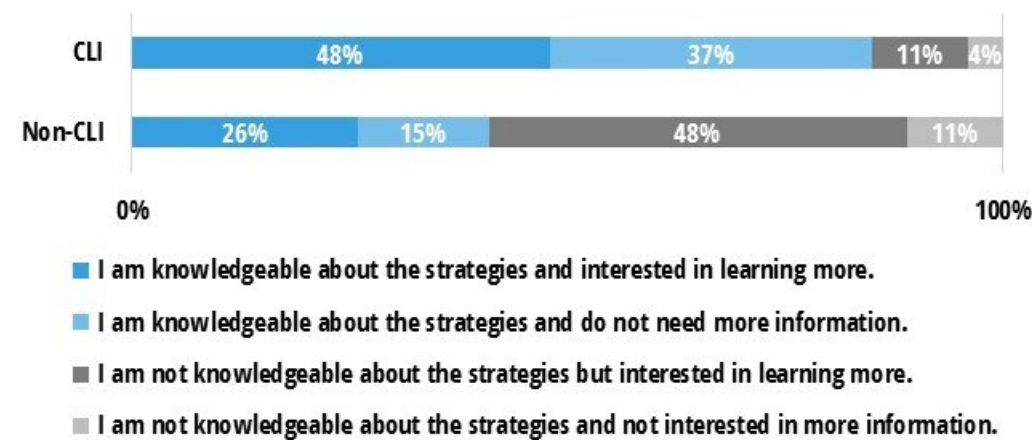 CLI 48% 37% 11% 4%
Non-CLI 26% 15% 48% 11%
0% 100%
I am knowledgeable about the strategies and interested in learning more.
I am knowledgeable about the strategies and do not need more information.
I am not knowledgeable about the strategies but interested in learning more.
I am not knowledgeable about the strategies and not interested in more information.